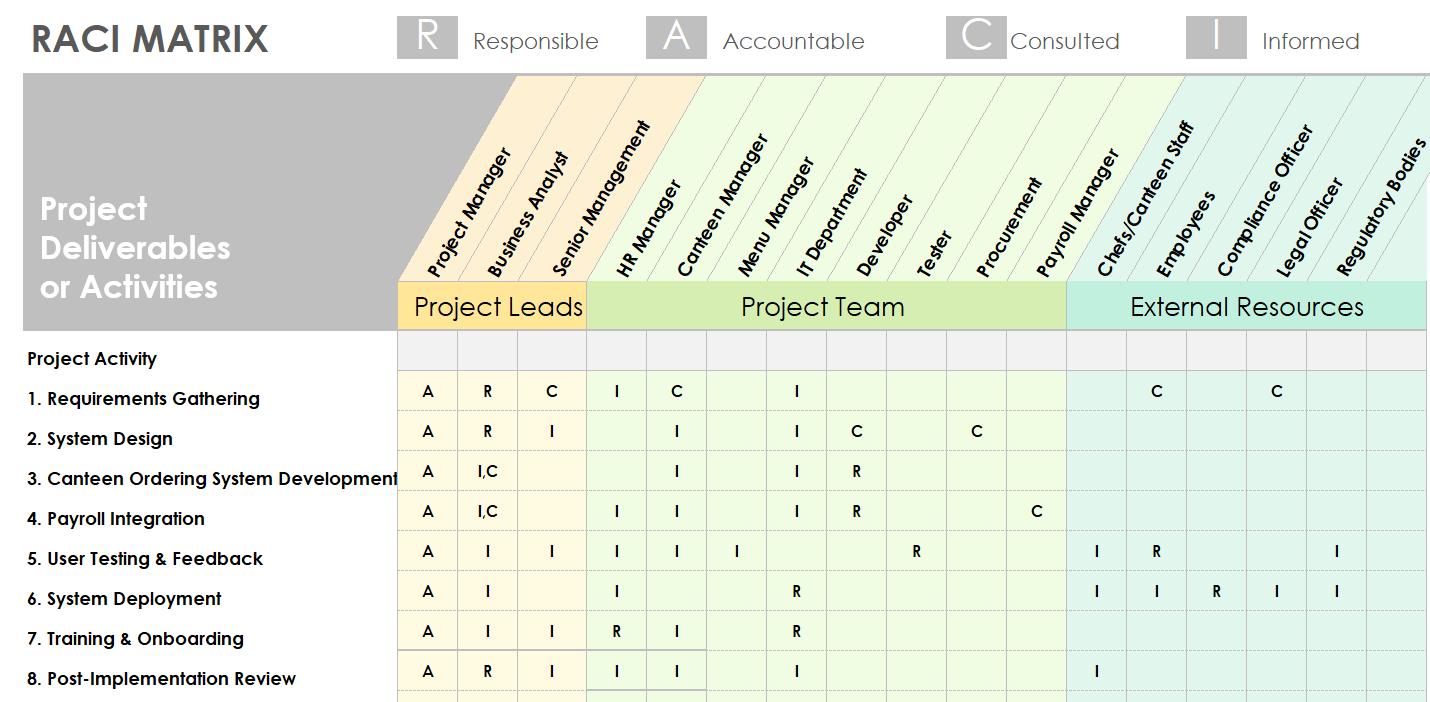 RACI MATRIX R Responsible A Accountable C Consulted I Informed
Project
Deliverables
or Activities
Project Manager
Business Analyst
Senior Management
HR Manager
Canteen Manager
Menu Manager
IT Department
Developer
Tester
Procurement
Payroll Manager
Chefs/Canteen Staff
Employees
Compliance Officer
Legal Officer
Regulatory Bodies
Project Leads Project Team External Resources
Project Activity
1. Requirements Gathering A R C I C I C C
2. System Design A R I I I C C
3. Canteen Ordering System Development A I,C I I R
4. Payroll Integration A I,C I I I R C
5. User Testing & Feedback A I I I I I R I R I
6. System Deployment A I I R I I R I I
7. Training & Onboarding A I I R I R
8. Post-Implementation Review A R I I I I I